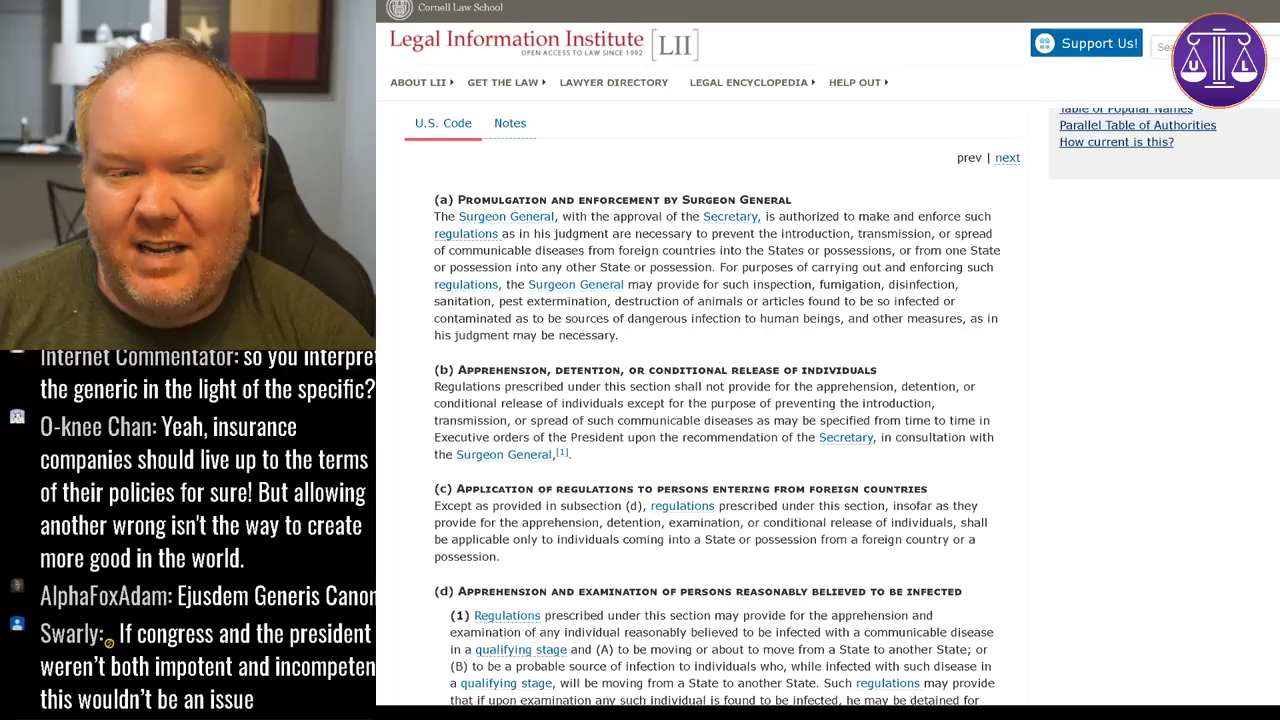 Cornell Law School
Legal Information Institute [LII]
OPEN ACCESS TO LAW SINCE 1992
Support Us!
Sea
U L
ABOUT LII GET THE LAW LAWYER DIRECTORY LEGAL ENCYCLOPEDIA HELP OUT
Table of Popular Names
Parallel Table of Authorities
How current is this?
U.S. Code Notes
prev | next
(a) Promulgation and enforcement by Surgeon General
The Surgeon General, with the approval of the Secretary, is authorized to make and enforce such
regulations as in his judgment are necessary to prevent the introduction, transmission, or spread
of communicable diseases from foreign countries into the States or possessions, or from one State
or possession into any other State or possession. For purposes of carrying out and enforcing such
regulations, the Surgeon General may provide for such inspection, fumigation, disinfection,
sanitation, pest extermination, destruction of animals or articles found to be so infected or
contaminated as to be sources of dangerous infection to human beings, and other measures, as in
his judgment may be necessary.
(b) Apprehension, detention, or conditional release of individuals
Regulations prescribed under this section shall not provide for the apprehension, detention, or
conditional release of individuals except for the purpose of preventing the introduction,
transmission, or spread of such communicable diseases as may be specified from time to time in
Executive orders of the President upon the recommendation of the Secretary, in consultation with
the Surgeon General,[1].
(c) Application of regulations to persons entering from foreign countries
Except as provided in subsection (d), regulations prescribed under this section, insofar as they
provide for the apprehension, detention, examination, or conditional release of individuals, shall
be applicable only to individuals coming into a State or possession from a foreign country or a
possession.
(d) Apprehension and examination of persons reasonably believed to be infected
(1) Regulations prescribed under this section may provide for the apprehension and
examination of any individual reasonably believed to be infected with a communicable disease
in a qualifying stage and (A) to be moving or about to move from a State to another State; or
(B) to be a probable source of infection to individuals who, while infected with such disease in
a qualifying stage, will be moving from a State to another State. Such regulations may provide
that if upon examination any such individual is found to be infected, he may be detained for
Internet Commentator: so you interpret
the generic in the light of the specific?
O-knee Chan: Yeah, insurance
companies should live up to the terms
of their policies for sure! But allowing
another wrong isn't the way to create
more good in the world.
AlphaFoxAdam: Ejusdem Generis Canon
Swarly: If congress and the president
weren't both impotent and incompeten
this wouldn't be an issue